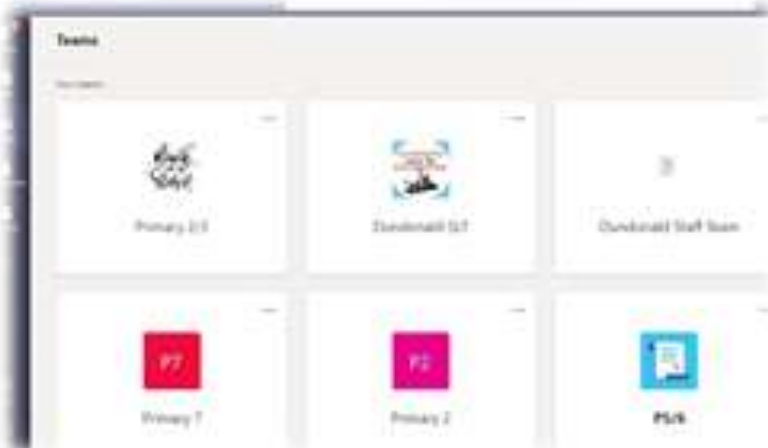 Teams
Primary 2/3
Dundonald SLT
Dundonald Staff Team
P7
P2
Primary 7
Primary 2
P5/6